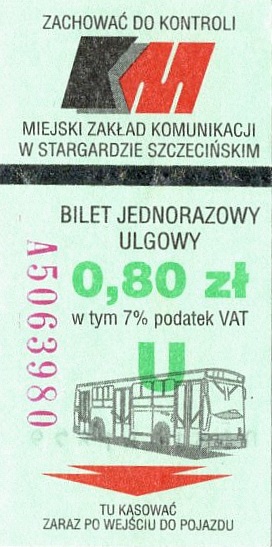 ZACHOWAĆ DO KONTROLI
KM
MIEJSKI ZAKŁAD KOMUNIKACJI
W STARGARDZIE SZCZECIŃSKIM
BILET JEDNORAZOWY
ULGOWY
0,80 zł
w tym 7% podatek VAT
U
A5063980
TU KASOWAĆ
ZARAZ PO WEJŚCIU DO POJAZDU